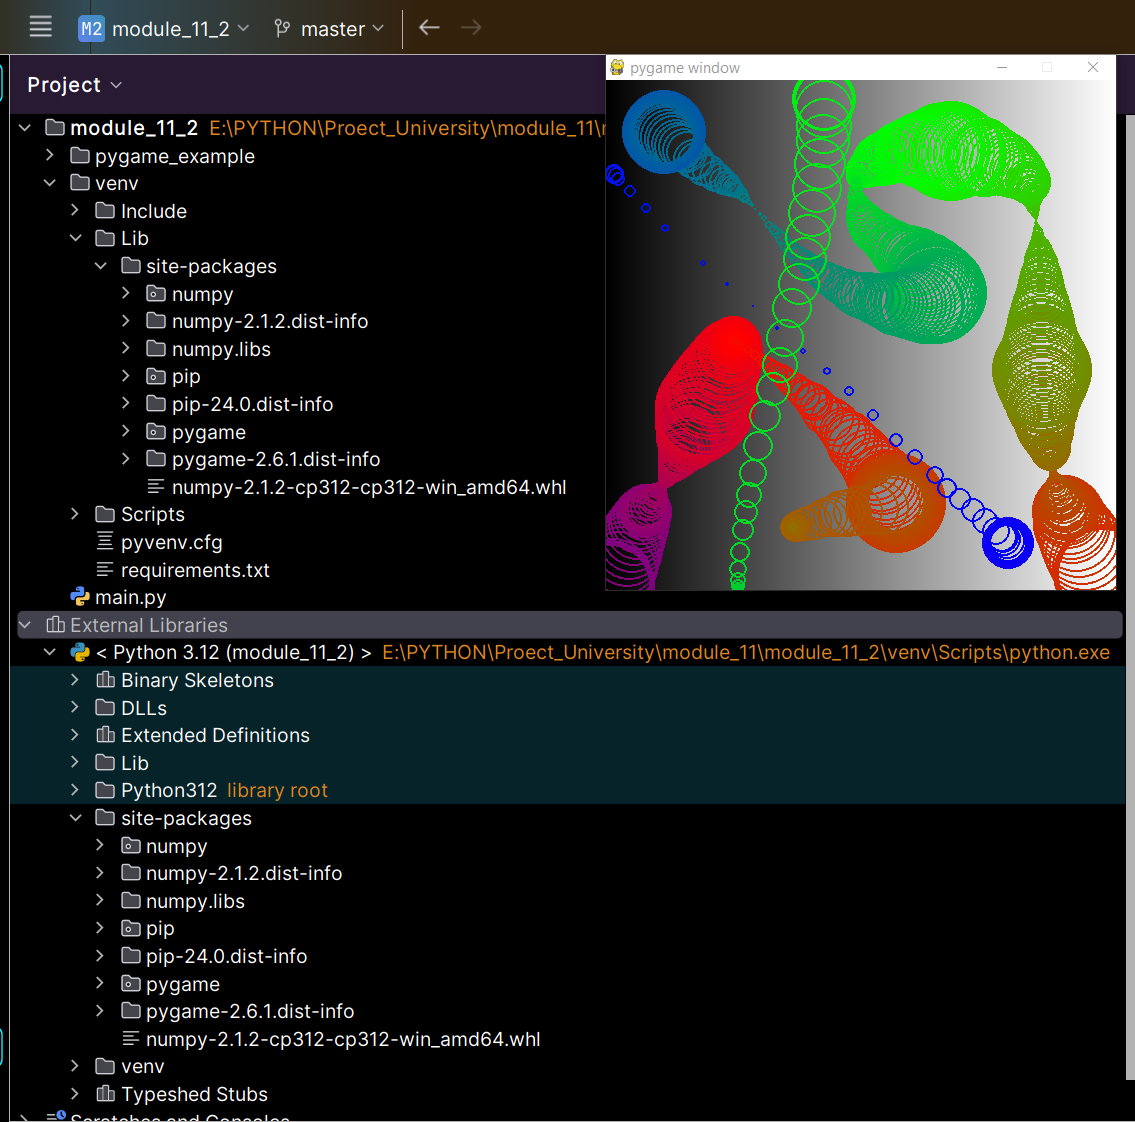 M2 module_11_2 master
Project
pygame window
module_11_2 E:\PYTHON\Proect_University\module_11\
pygame_example
venv
Include
Lib
site-packages
numpy
numpy-2.1.2.dist-info
numpy.libs
pip
pip-24.0.dist-info
pygame
pygame-2.6.1.dist-info
numpy-2.1.2-cp312-cp312-win_amd64.whl
Scripts
pyvenv.cfg
requirements.txt
main.py
External Libraries
< Python 3.12 (module_11_2) > E:\PYTHON\Proect_University\module_11\module_11_2\venv\Scripts\python.exe
Binary Skeletons
DLLs
Extended Definitions
Lib
Python312 library root
site-packages
numpy
numpy-2.1.2.dist-info
numpy.libs
pip
pip-24.0.dist-info
pygame
pygame-2.6.1.dist-info
numpy-2.1.2-cp312-cp312-win_amd64.whl
venv
Typeshed Stubs
Scratches and Consoles